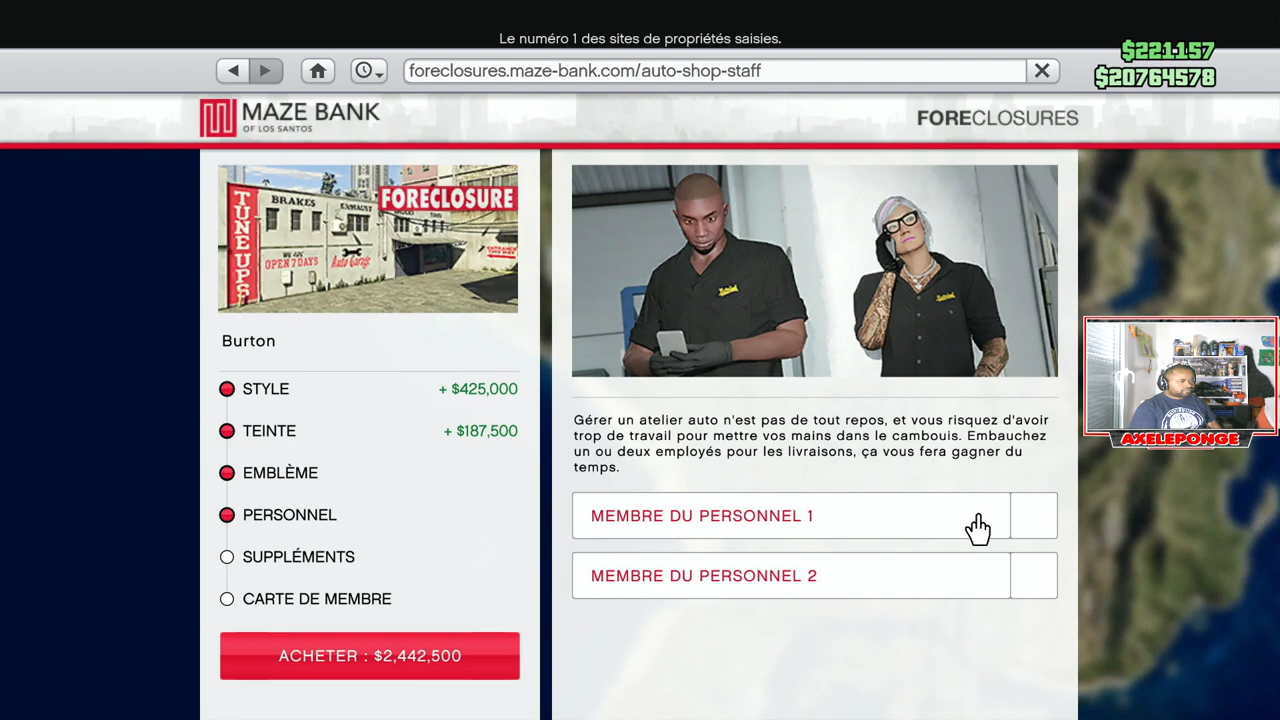 Le numéro 1 des sites de propriétés saisies.
$221157
$20764578
foreclosures.maze-bank.com/auto-shop-staff
MAZE BANK
OF LOS SANTOS
FORECLOSURES
TUNE UPS
BRAKES
EXHAUST
FORECLOSURE
WE ARE
OPEN 7 DAYS
Auto Garage
Burton
STYLE + $425,000
TEINTE + $187,500
EMBLÈME
PERSONNEL
SUPPLÉMENTS
CARTE DE MEMBRE
ACHETER : $2,442,500
Gérer un atelier auto n'est pas de tout repos, et vous risquez d'avoir
trop de travail pour mettre vos mains dans le cambouis. Embauchez
un ou deux employés pour les livraisons, ça vous fera gagner du
temps.
MEMBRE DU PERSONNEL 1
MEMBRE DU PERSONNEL 2
AXELEPONGE